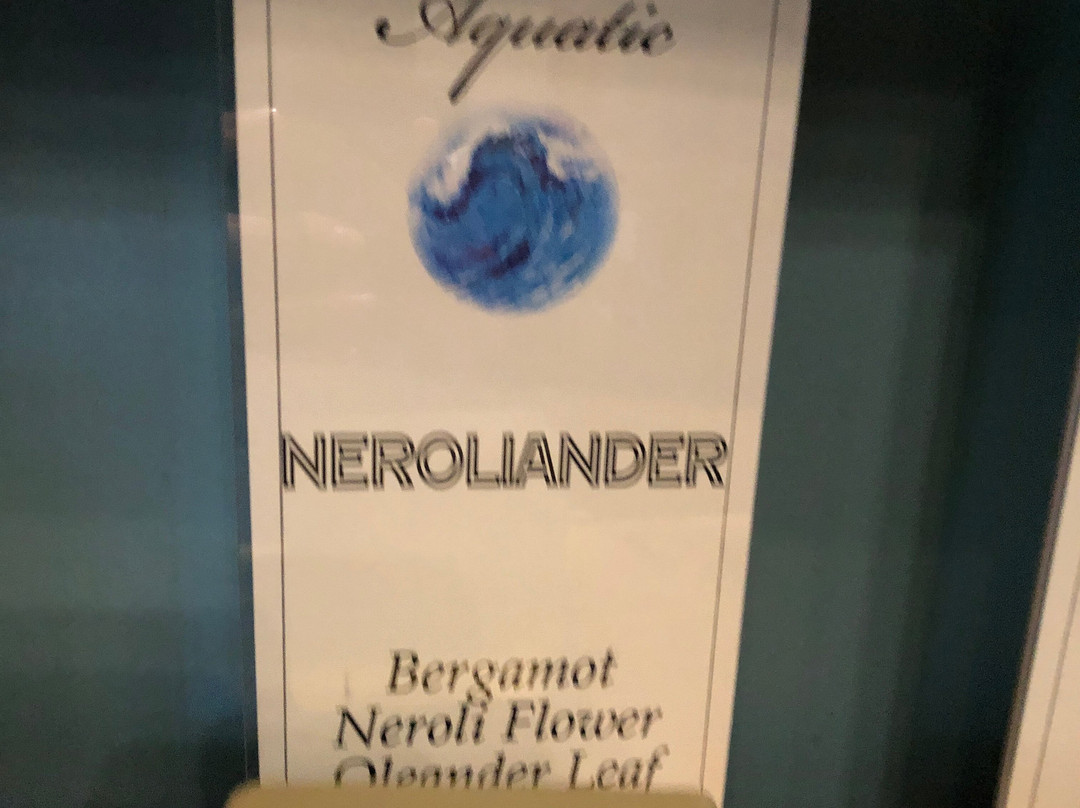 Aquatic
NEROLIANDER
Bergamot
Neroli Flower
Oleander Leaf